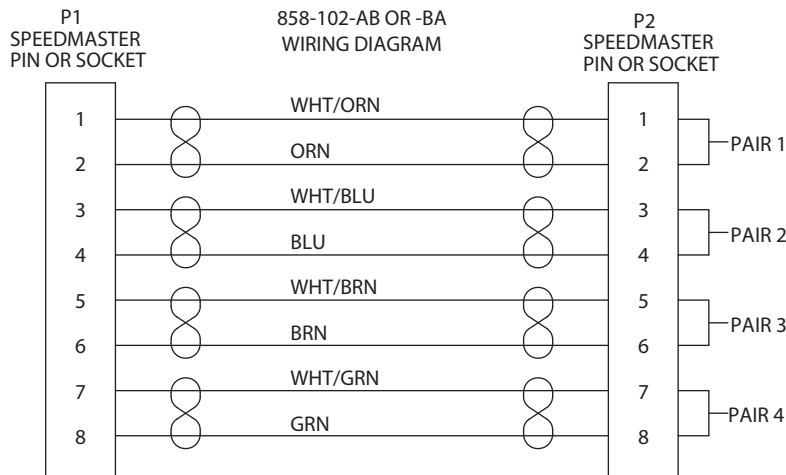 P1
SPEEDMASTER
PIN OR SOCKET
858-102-AB OR -BA
WIRING DIAGRAM
P2
SPEEDMASTER
PIN OR SOCKET
1 WHT/ORN 1
2 ORN 2
PAIR 1
3 WHT/BLU 3
4 BLU 4
PAIR 2
5 WHT/BRN 5
6 BRN 6
PAIR 3
7 WHT/GRN 7
8 GRN 8
PAIR 4